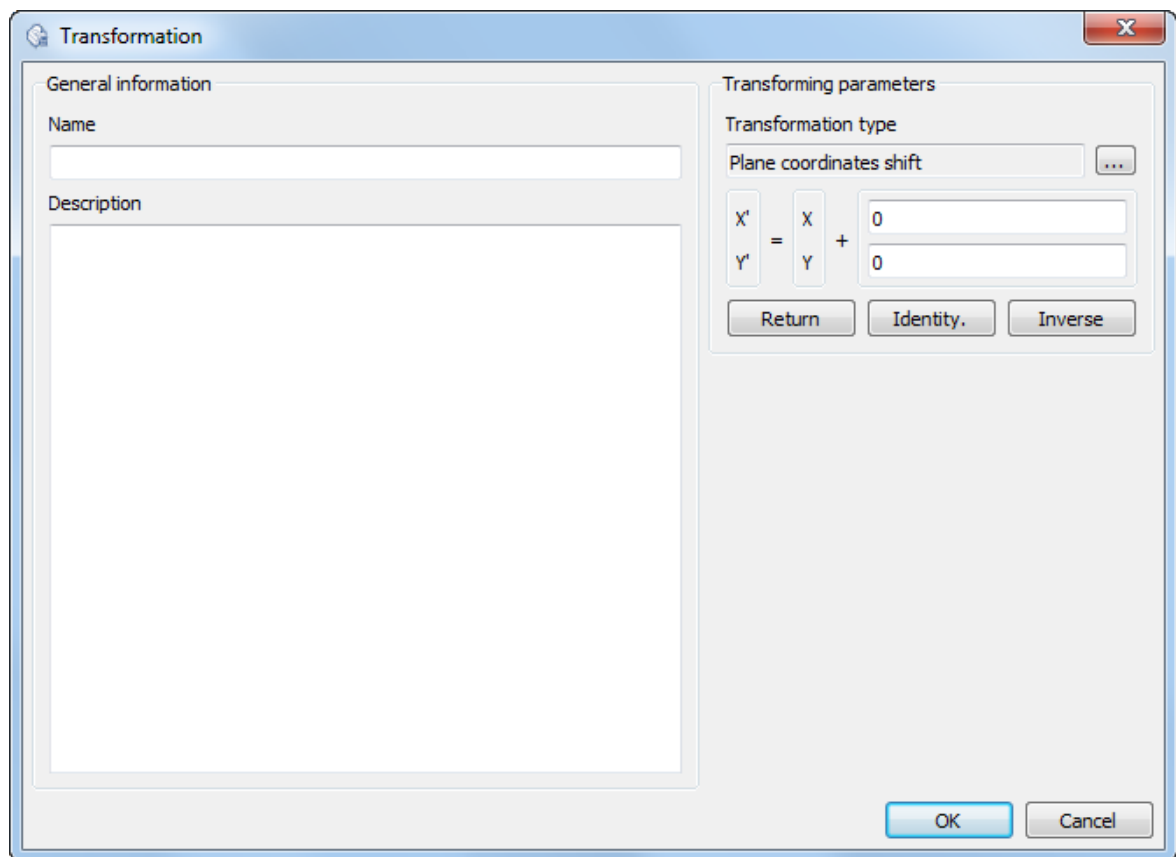 Transformation
General information
Name
Description
Transforming parameters
Transformation type
Plane coordinates shift
...
X' X 0
= +
Y' Y 0
Return Identity. Inverse
OK Cancel